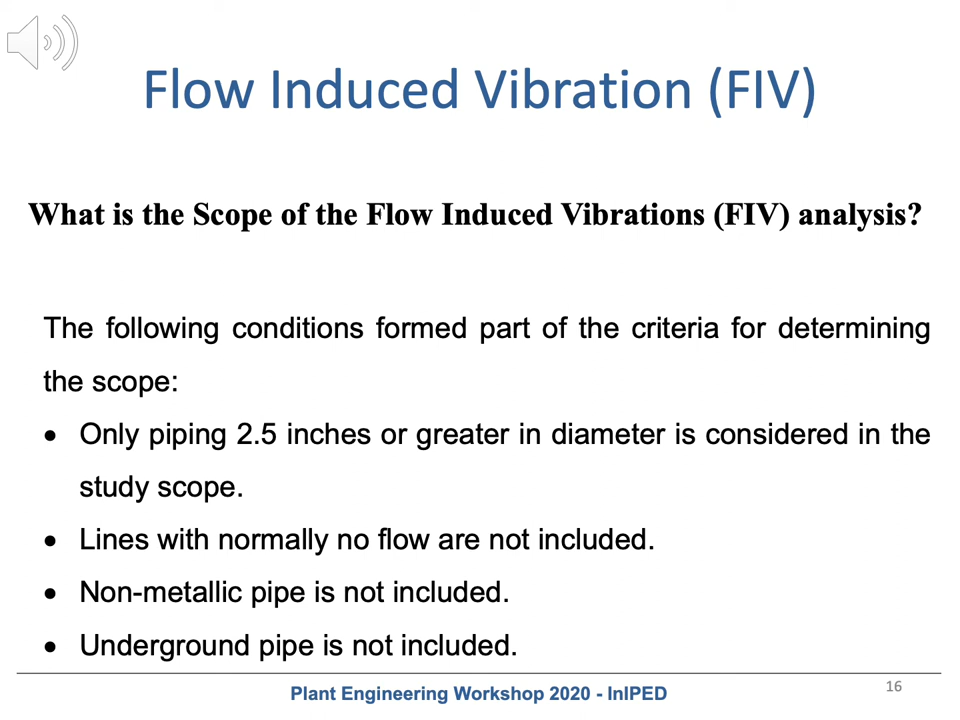 Flow Induced Vibration (FIV)
What is the Scope of the Flow Induced Vibrations (FIV) analysis?
The following conditions formed part of the criteria for determining
the scope:
• Only piping 2.5 inches or greater in diameter is considered in the
study scope.
• Lines with normally no flow are not included.
• Non-metallic pipe is not included.
• Underground pipe is not included.
Plant Engineering Workshop 2020 - InIPED
16